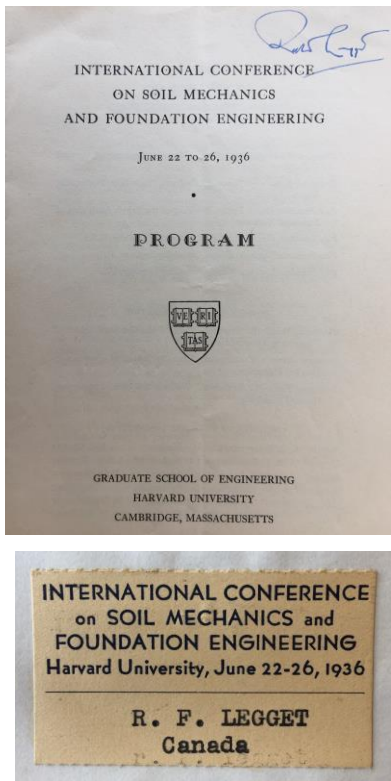 INTERNATIONAL CONFERENCE
ON SOIL MECHANICS
AND FOUNDATION ENGINEERING
JUNE 22 TO 26, 1936
PROGRAM
VE RI
TAS
GRADUATE SCHOOL OF ENGINEERING
HARVARD UNIVERSITY
CAMBRIDGE, MASSACHUSETTS
INTERNATIONAL CONFERENCE
on SOIL MECHANICS and
FOUNDATION ENGINEERING
Harvard University, June 22-26, 1936
R. F. LEGGET
Canada